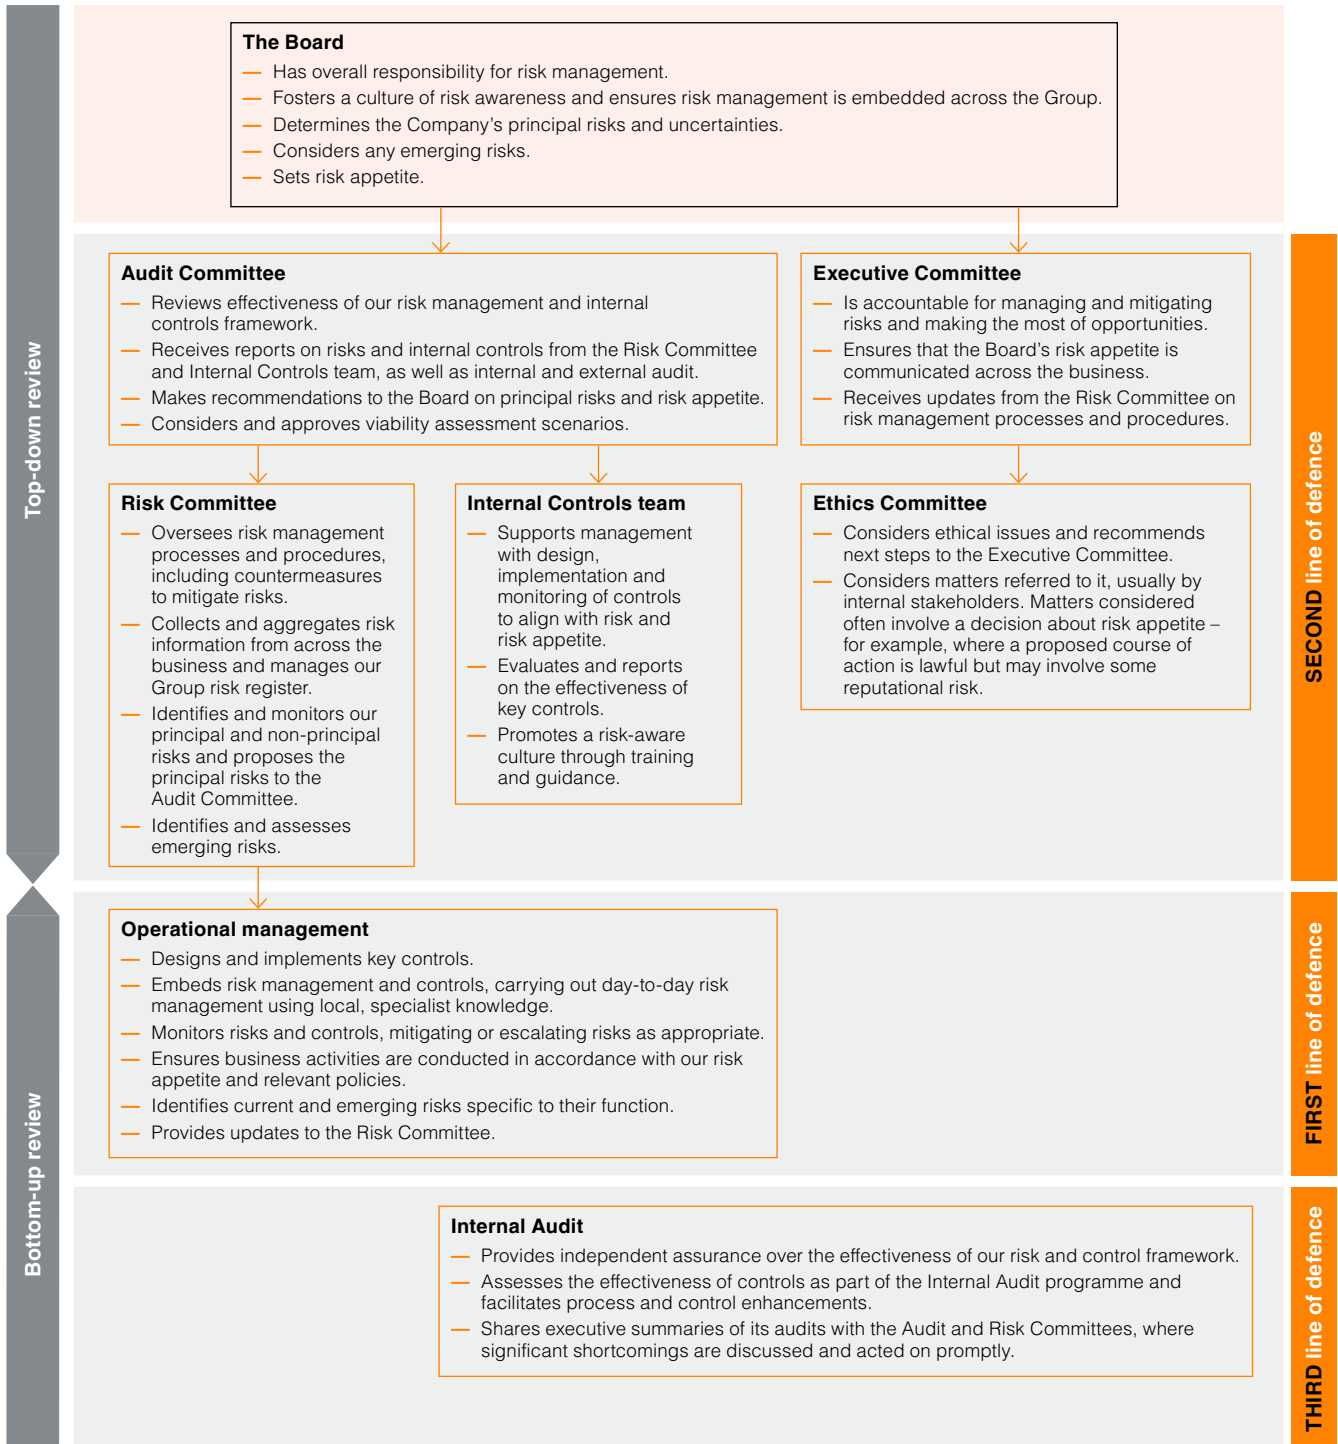 The Board
— Has overall responsibility for risk management.
— Fosters a culture of risk awareness and ensures risk management is embedded across the Group.
— Determines the Company’s principal risks and uncertainties.
— Considers any emerging risks.
— Sets risk appetite.
Top-down review
SECOND line of defence
Audit Committee
— Reviews effectiveness of our risk management and internal
controls framework.
— Receives reports on risks and internal controls from the Risk Committee
and Internal Controls team, as well as internal and external audit.
— Makes recommendations to the Board on principal risks and risk appetite.
— Considers and approves viability assessment scenarios.
Executive Committee
— Is accountable for managing and mitigating
risks and making the most of opportunities.
— Ensures that the Board’s risk appetite is
communicated across the business.
— Receives updates from the Risk Committee on
risk management processes and procedures.
Risk Committee
— Oversees risk management
processes and procedures,
including countermeasures
to mitigate risks.
— Collects and aggregates risk
information from across the
business and manages our
Group risk register.
— Identifies and monitors our
principal and non-principal
risks and proposes the
principal risks to the
Audit Committee.
— Identifies and assesses
emerging risks.
Internal Controls team
— Supports management
with design,
implementation and
monitoring of controls
to align with risk and
risk appetite.
— Evaluates and reports
on the effectiveness of
key controls.
— Promotes a risk-aware
culture through training
and guidance.
Ethics Committee
— Considers ethical issues and recommends
next steps to the Executive Committee.
— Considers matters referred to it, usually by
internal stakeholders. Matters considered
often involve a decision about risk appetite –
for example, where a proposed course of
action is lawful but may involve some
reputational risk.
Bottom-up review
FIRST line of defence
Operational management
— Designs and implements key controls.
— Embeds risk management and controls, carrying out day-to-day risk
management using local, specialist knowledge.
— Monitors risks and controls, mitigating or escalating risks as appropriate.
— Ensures business activities are conducted in accordance with our risk
appetite and relevant policies.
— Identifies current and emerging risks specific to their function.
— Provides updates to the Risk Committee.
THIRD line of defence
Internal Audit
— Provides independent assurance over the effectiveness of our risk and control framework.
— Assesses the effectiveness of controls as part of the Internal Audit programme and
facilitates process and control enhancements.
— Shares executive summaries of its audits with the Audit and Risk Committees, where
significant shortcomings are discussed and acted on promptly.